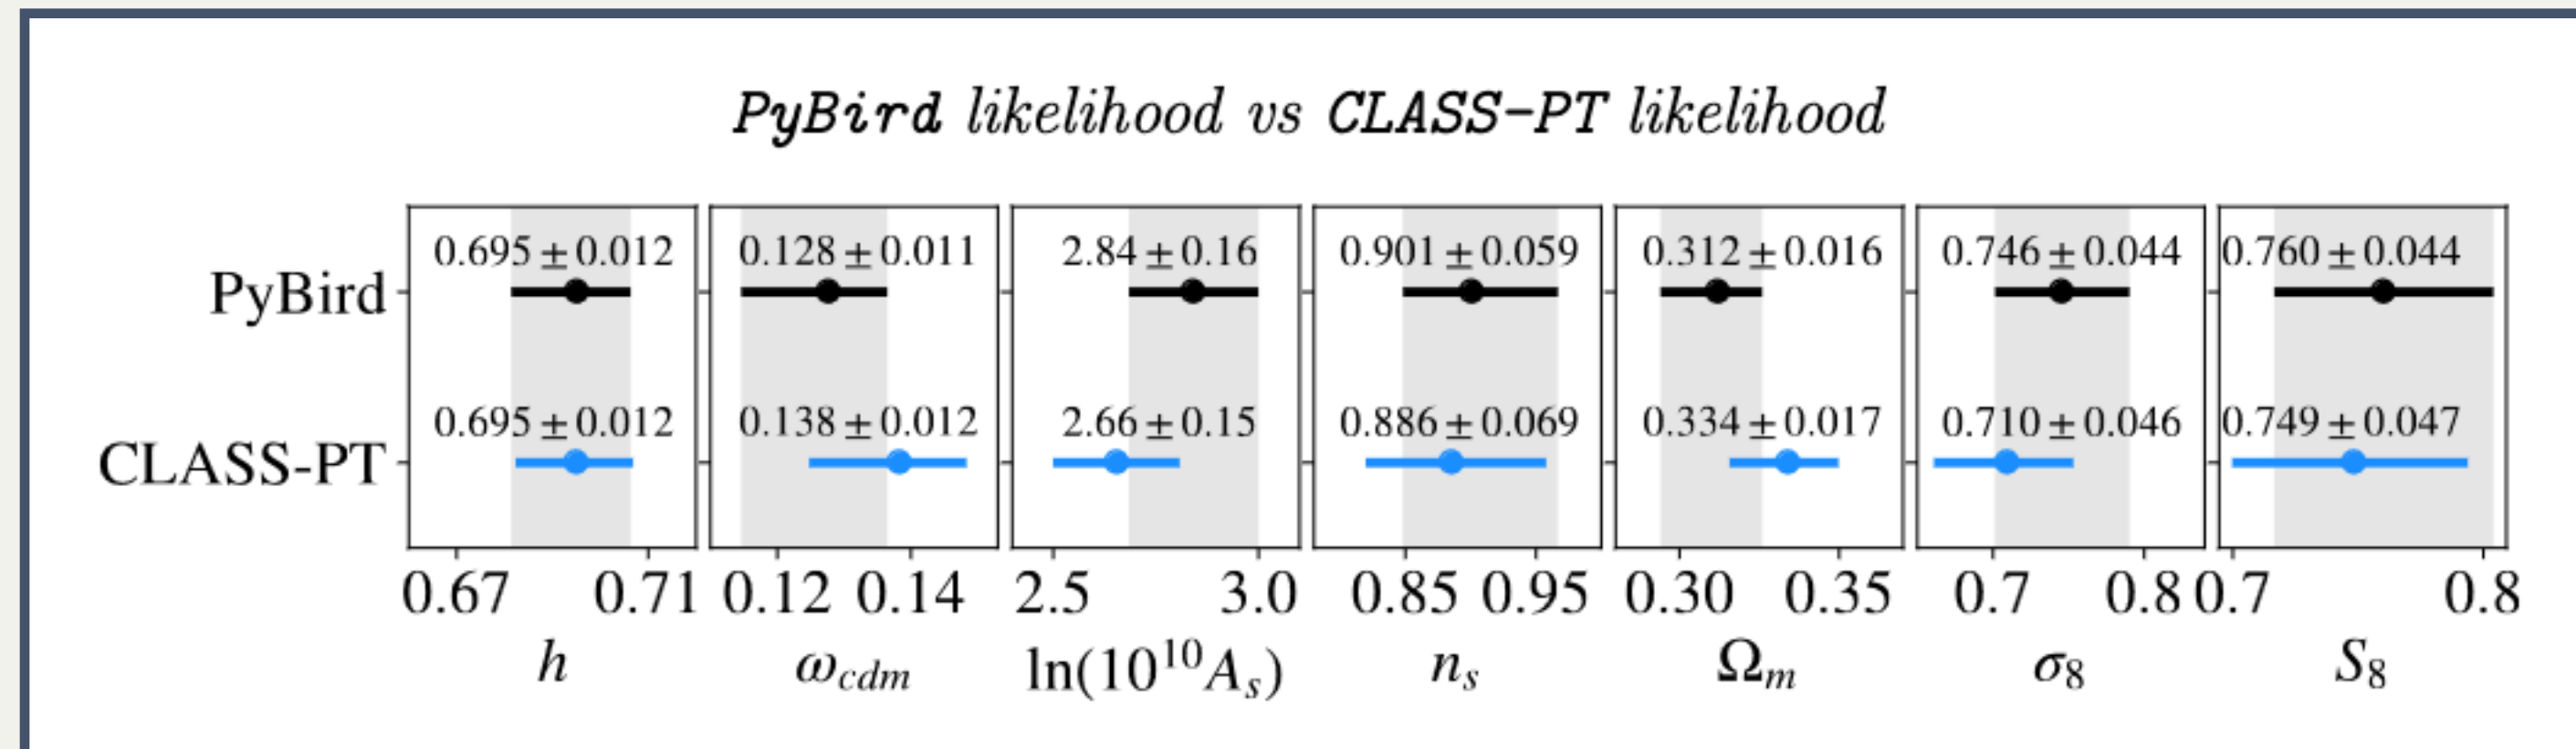 PyBird likelihood vs CLASS-PT likelihood
PyBird
0.695 ± 0.012 0.128 ± 0.011 2.84 ± 0.16 0.901 ± 0.059 0.312 ± 0.016 0.746 ± 0.044 0.760 ± 0.044
CLASS-PT
0.695 ± 0.012 0.138 ± 0.012 2.66 ± 0.15 0.886 ± 0.069 0.334 ± 0.017 0.710 ± 0.046 0.749 ± 0.047
0.67 0.71 0.12 0.14 2.5 3.0 0.85 0.95 0.30 0.35 0.7 0.8 0.7 0.8
h ω_cdm ln(10¹⁰A_s) n_s Ω_m σ₈ S₈